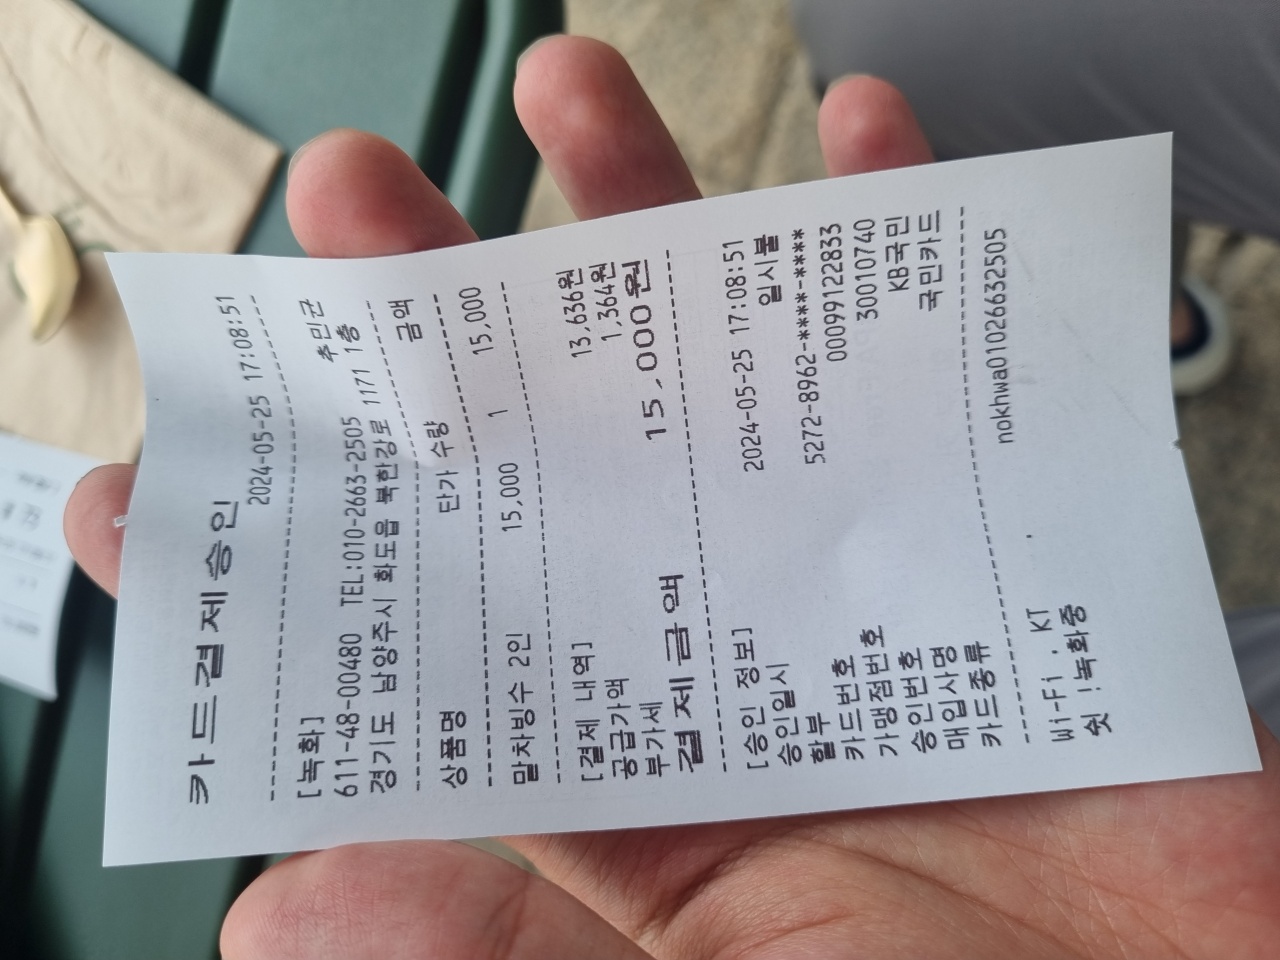 카드결제승인
2024-05-25 17:08:51
[녹화] 추민균
611-48-00480 TEL:010-2663-2505
경기도 남양주시 화도읍 북한강로 1171 1층
상품명 단가 수량 금액
말차빙수 2인 15,000 1 15,000
[결제 내역]
공급가액 13,636원
부가세 1,364원
결제금액 15,000원
[승인 정보]
승인일시 2024-05-25 17:08:51
할부 일시불
카드번호 5272-8962-****-****
가맹점번호 00099122833
승인번호 30010740
매입사명 KB국민
카드종류 국민카드
Wi-Fi . KT . nokhwa01026632505
쉿!녹화중